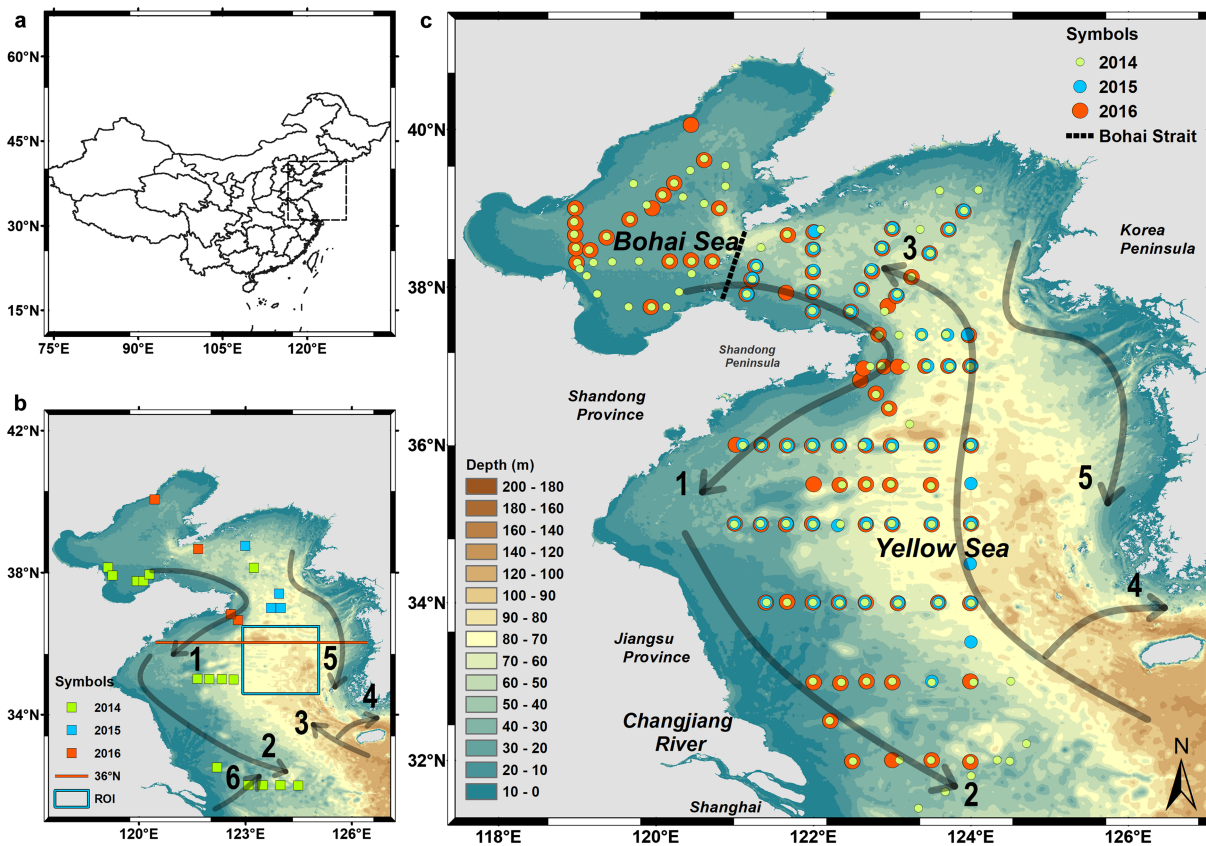 a
60°N
45°N
30°N
15°N
75°E
90°E
105°E
120°E
b
42°N
38°N
34°N
120°E
123°E
126°E
Symbols
2014
2015
2016
36°N
ROI
1
2
3
4
5
6
c
40°N
38°N
36°N
34°N
32°N
118°E
120°E
122°E
124°E
126°E
Symbols
2014
2015
2016
Bohai Strait
Bohai Sea
Korea
Peninsula
Shandong
Peninsula
Shandong
Province
Yellow Sea
Jiangsu
Province
Changjiang
River
Shanghai
1
2
3
4
5
N
Depth (m)
200 - 180
180 - 160
160 - 140
140 - 120
120 - 100
100 - 90
90 - 80
80 - 70
70 - 60
60 - 50
50 - 40
40 - 30
30 - 20
20 - 10
10 - 0